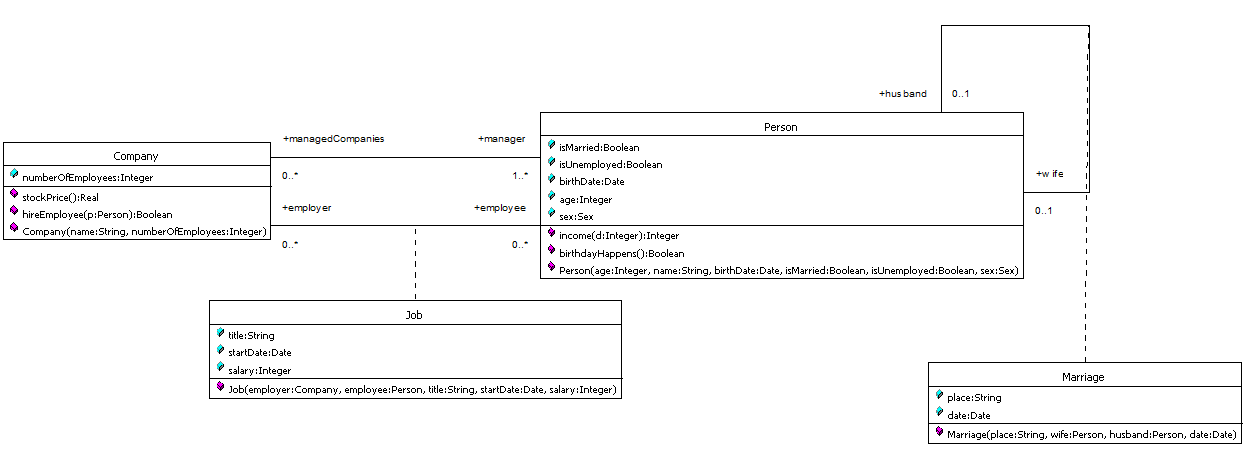 +husband
0..1
Person
isMarried:Boolean
isUnemployed:Boolean
birthDate:Date
age:Integer
sex:Sex
income(d:Integer):Integer
birthdayHappens():Boolean
Person(age:Integer, name:String, birthDate:Date, isMarried:Boolean, isUnemployed:Boolean, sex:Sex)
+wife
0..1
+managedCompanies
+manager
0..*
1..*
+employer
+employee
0..*
0..*
Company
numberOfEmployees:Integer
stockPrice():Real
hireEmployee(p:Person):Boolean
Company(name:String, numberOfEmployees:Integer)
Job
title:String
startDate:Date
salary:Integer
Job(employer:Company, employee:Person, title:String, startDate:Date, salary:Integer)
Marriage
place:String
date:Date
Marriage(place:String, wife:Person, husband:Person, date:Date)